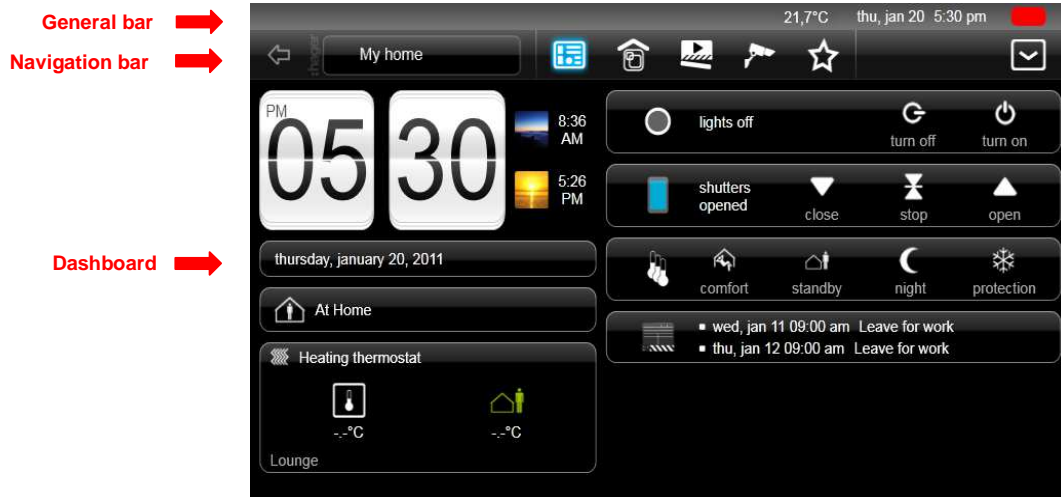 General bar
21,7°C thu, jan 20 5:30 pm
Navigation bar
:hager
My home
PM
05 30
8:36
AM
5:26
PM
lights off
turn off turn on
shutters
opened
close stop open
Dashboard
thursday, january 20, 2011
comfort standby night protection
At Home
wed, jan 11 09:00 am Leave for work
thu, jan 12 09:00 am Leave for work
Heating thermostat
-.-°C -.-°C
Lounge